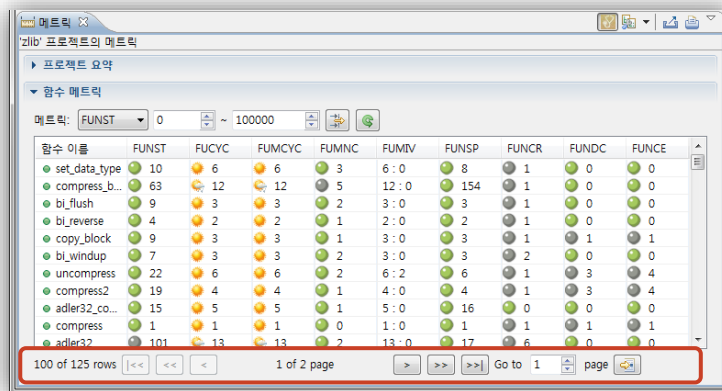 메트릭
'zlib' 프로젝트의 메트릭
프로젝트 요약
함수 메트릭
메트릭: FUNST 0 ~ 100000
함수 이름 FUNST FUCYC FUMCYC FUMNC FUMIV FUNSP FUNCR FUNDC FUNCE
set_data_type 10 6 6 3 6 : 0 8 1 0 0
compress_b... 63 12 12 5 12 : 0 154 1 0 0
bi_flush 9 3 3 2 3 : 0 3 1 0 0
bi_reverse 4 2 2 1 2 : 0 2 1 0 0
copy_block 9 3 3 1 3 : 0 3 1 1 1
bi_windup 7 3 3 2 3 : 0 3 2 0 0
uncompress 22 6 6 2 6 : 2 6 1 3 4
compress2 19 4 4 1 4 : 0 4 1 3 4
adler32_co... 15 5 5 1 5 : 0 16 0 0 0
compress 1 1 1 0 1 : 0 1 1 1 1
adler32 101 13 13 2 13 : 0 17 6 0 0
100 of 125 rows |<< << < 1 of 2 page > >> >>| Go to 1 page